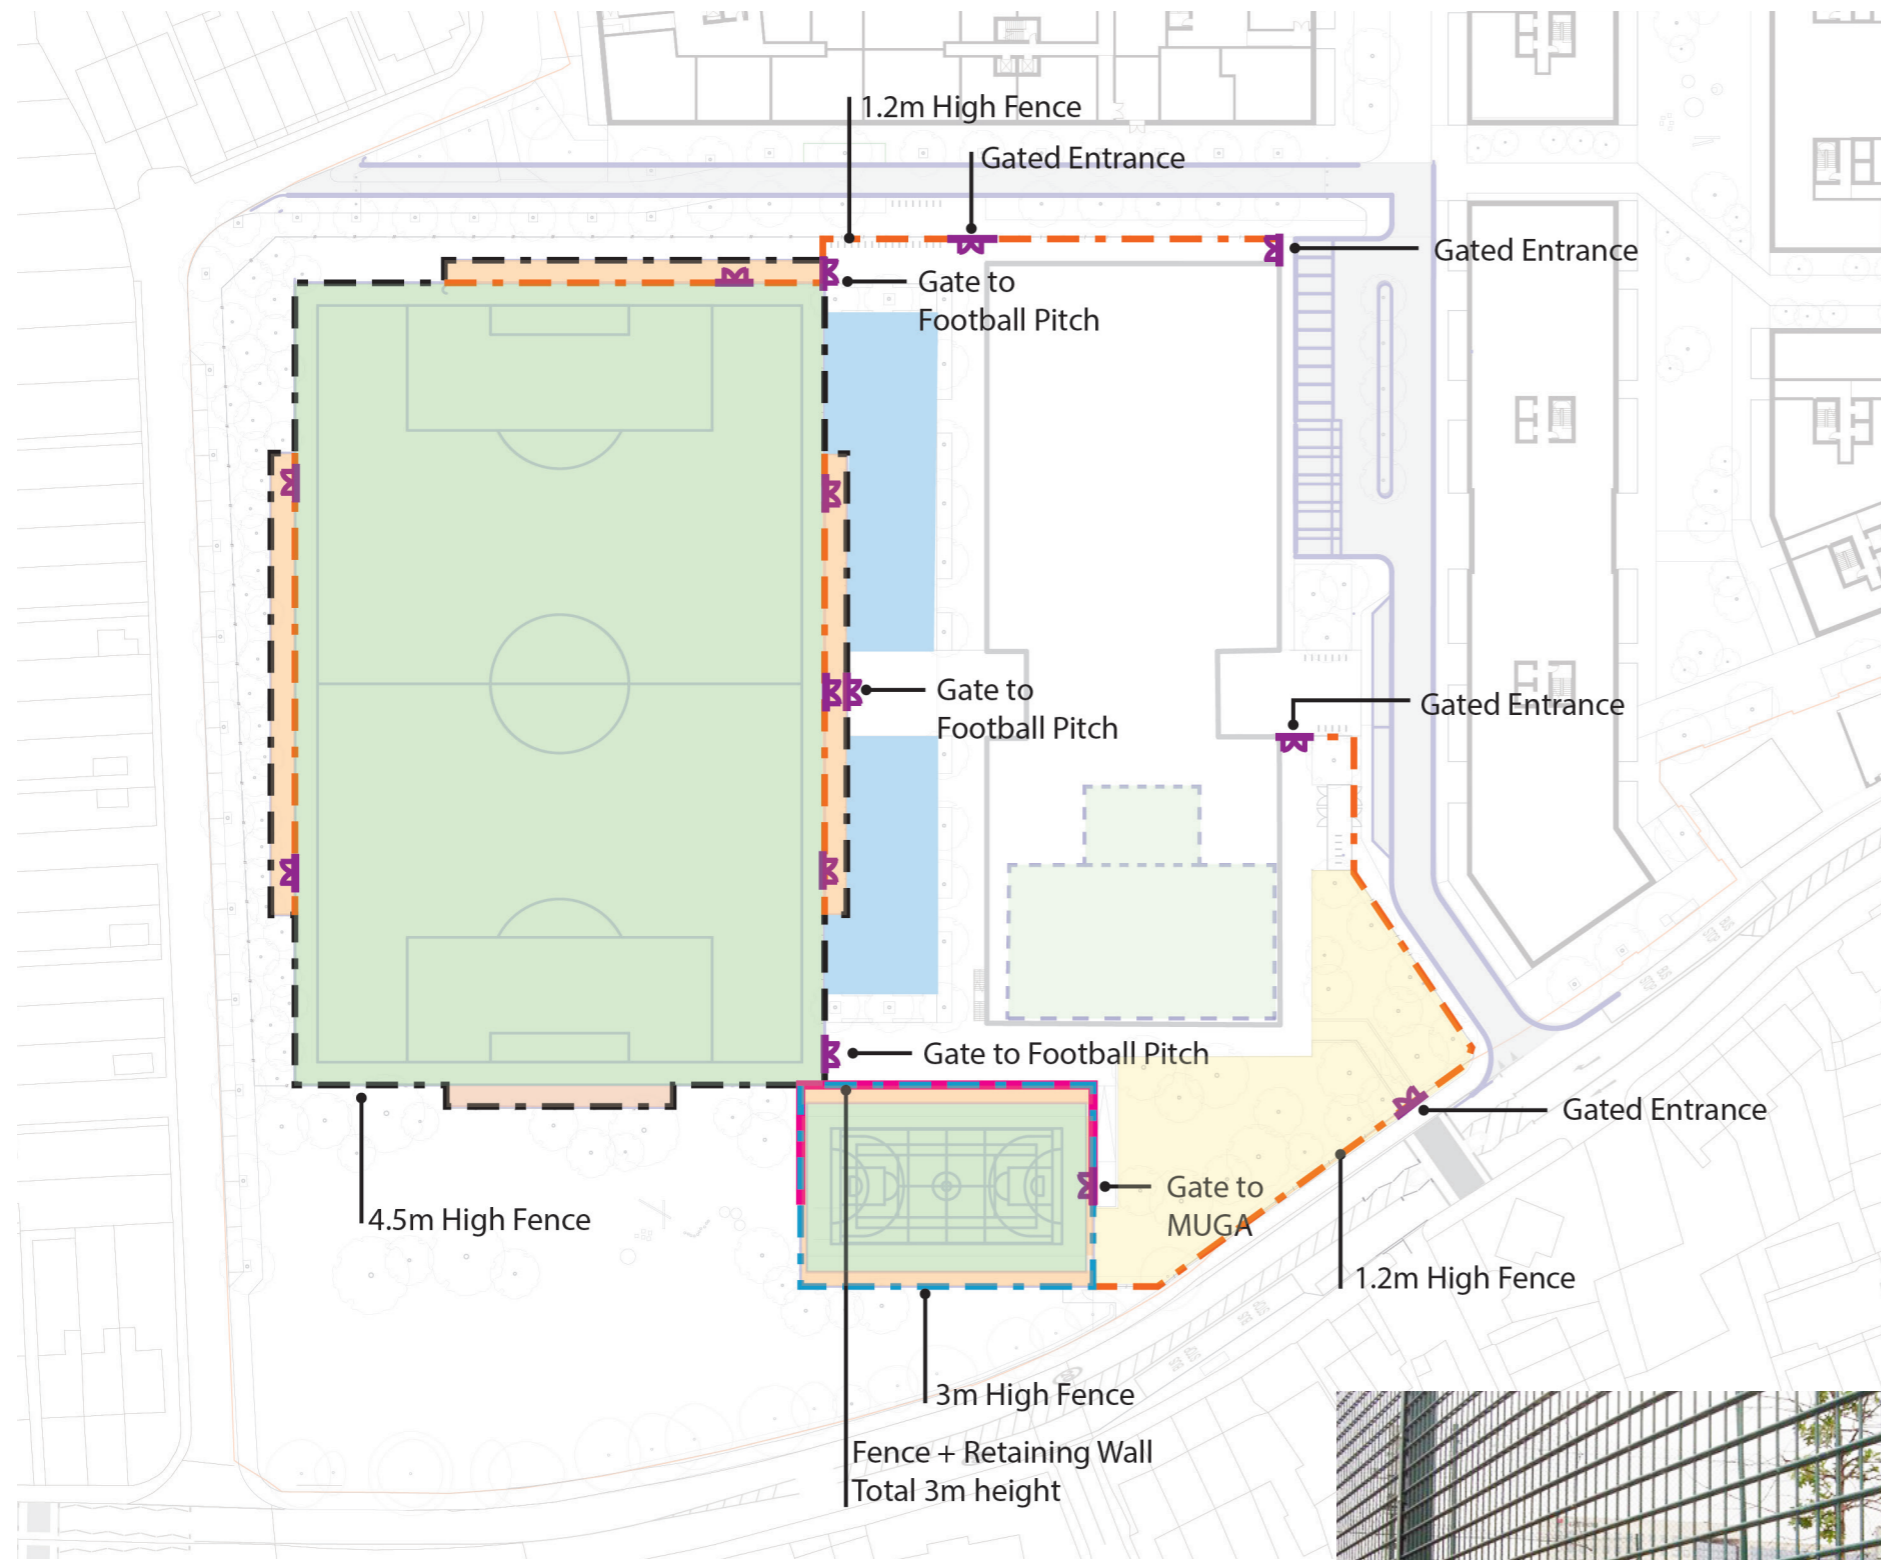 1.2m High Fence
Gated Entrance
Gated Entrance
Gate to
Football Pitch
Gate to
Football Pitch
Gated Entrance
Gate to Football Pitch
Gated Entrance
Gate to
MUGA
4.5m High Fence
1.2m High Fence
3m High Fence
Fence + Retaining Wall
Total 3m height